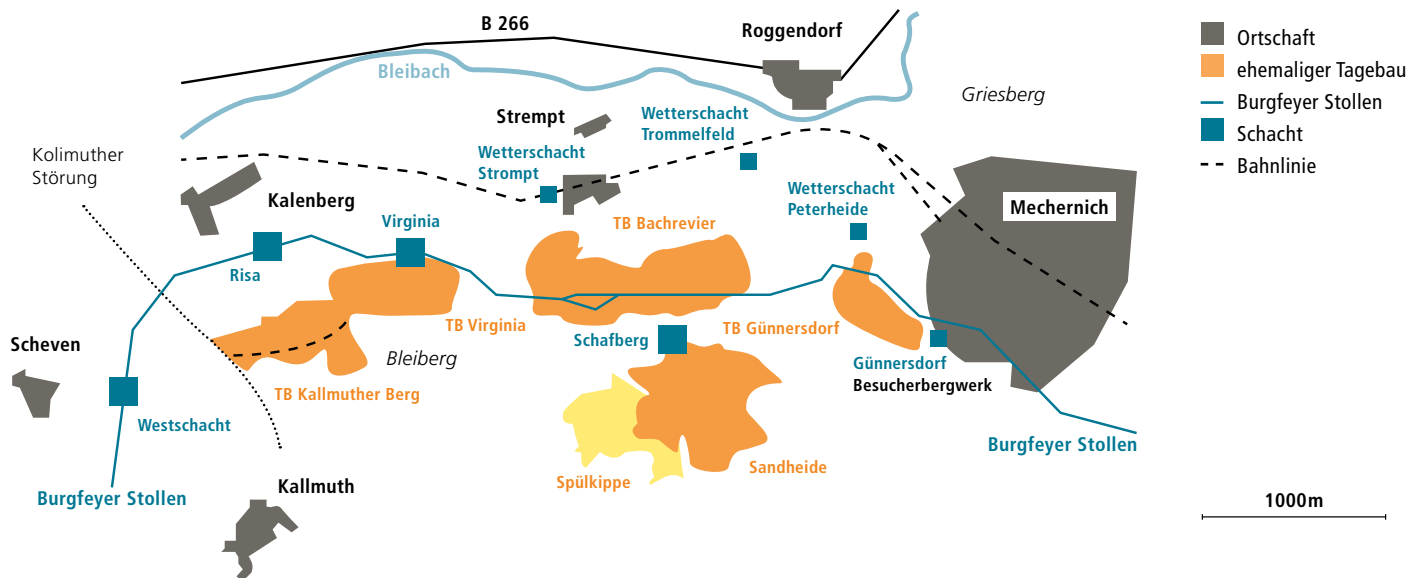 B 266
Roggendorf
Bleibach
Griesberg
Strempt
Wetterschacht
Trommelfeld
Wetterschacht
Strompt
Kolimuther
Störung
Kalenberg
Virginia
Wetterschacht
Peterheide
Mechernich
TB Bachrevier
Risa
TB Virginia
Bleiberg
Schafberg
TB Günnersdorf
Scheven
TB Kallmuther Berg
Günnersdorf
Besucherbergwerk
Westschacht
Burgfeyer Stollen
Kallmuth
Spülkippe
Sandheide
Burgfeyer Stollen
Ortschaft
ehemaliger Tagebau
Burgfeyer Stollen
Schacht
Bahnlinie
1000m